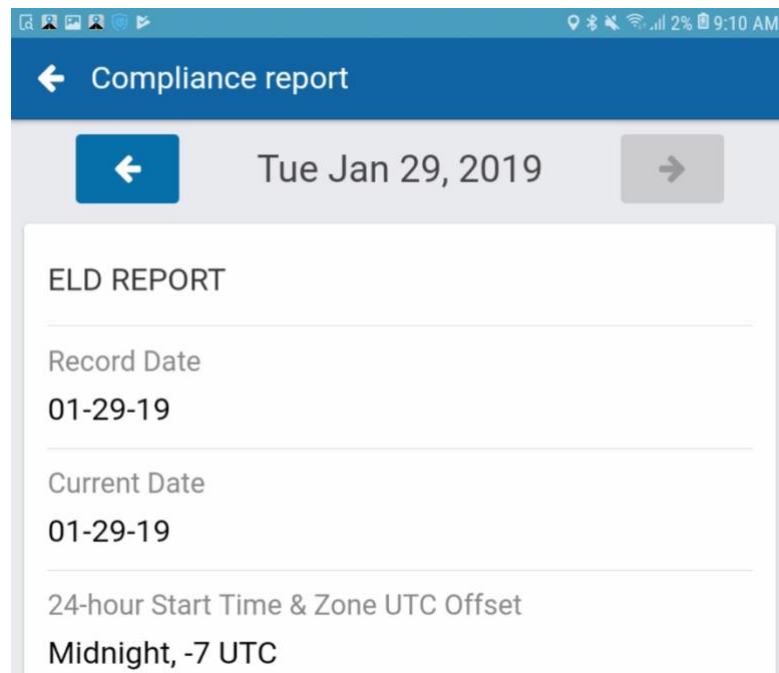 2% 9:10 AM
Compliance report
Tue Jan 29, 2019
ELD REPORT
Record Date
01-29-19
Current Date
01-29-19
24-hour Start Time & Zone UTC Offset
Midnight, -7 UTC